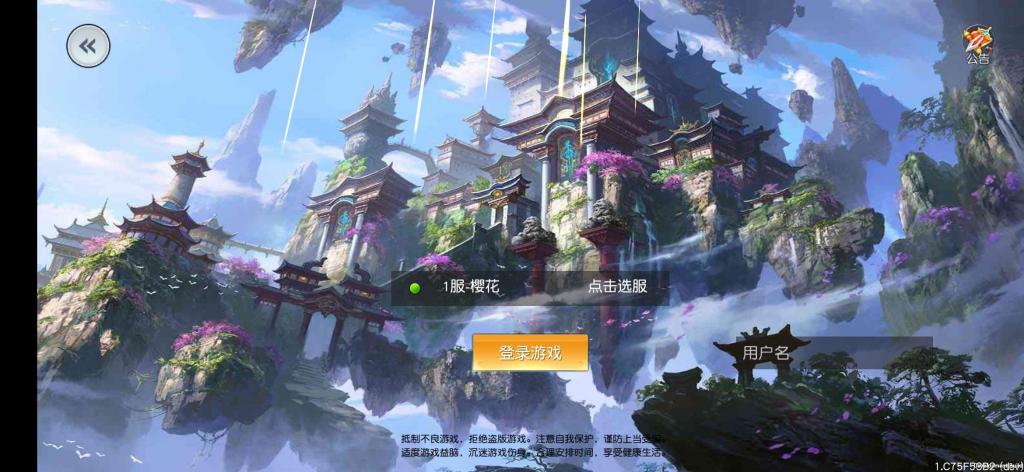 公告
1服-樱花
点击选服
登录游戏
用户名
抵制不良游戏，拒绝盗版游戏。注意自我保护，谨防上当受骗。
适度游戏益脑，沉迷游戏伤身。合理安排时间，享受健康生活。